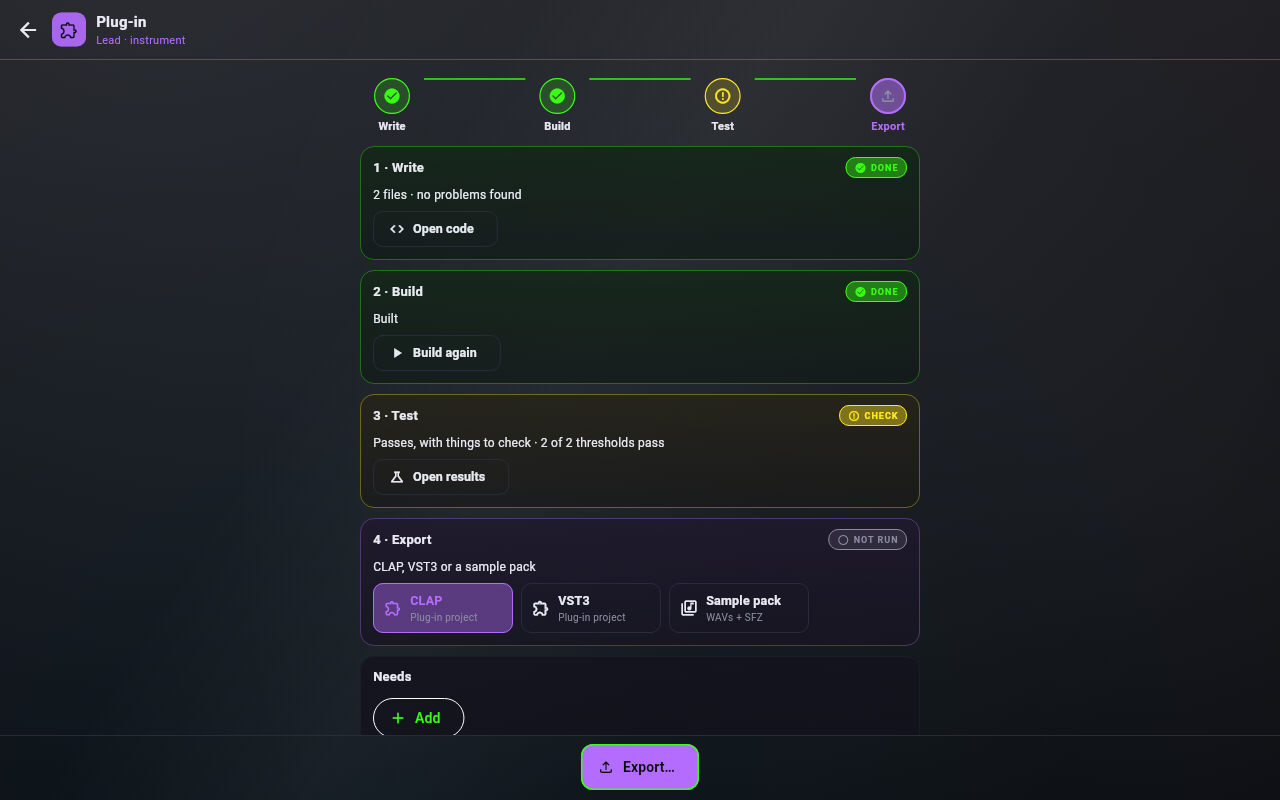 Plug-in
Lead · instrument
Write
Build
Test
Export
1 · Write
DONE
2 files · no problems found
Open code
2 · Build
DONE
Built
Build again
3 · Test
CHECK
Passes, with things to check · 2 of 2 thresholds pass
Open results
4 · Export
NOT RUN
CLAP, VST3 or a sample pack
CLAP
Plug-in project
VST3
Plug-in project
Sample pack
WAVs + SFZ
Needs
Add
Export...